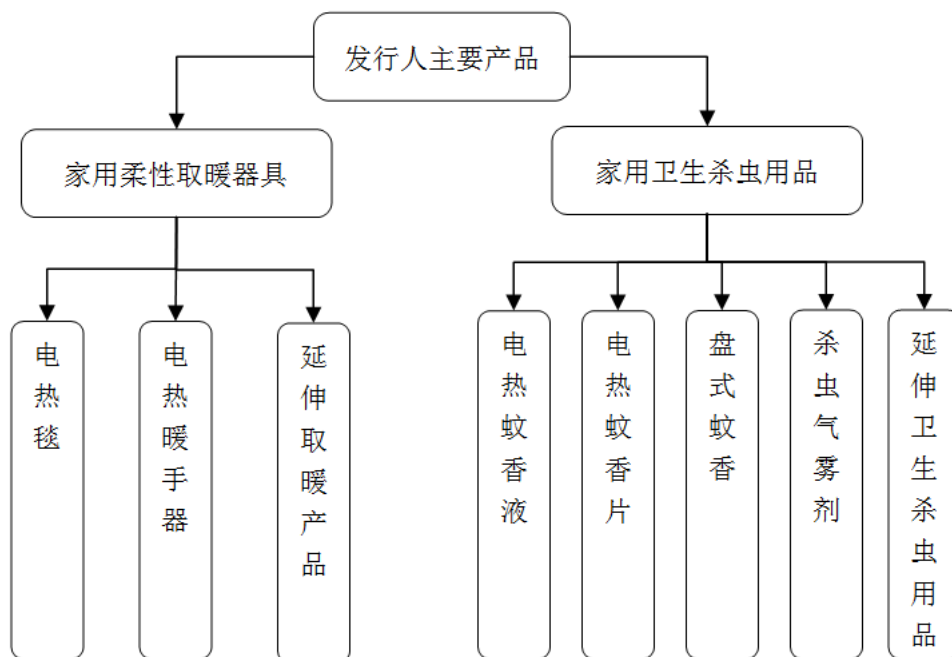 发行人主要产品
家用柔性取暖器具
家用卫生杀虫用品
电热毯
电热暖手器
延伸取暖产品
电热蚊香液
电热蚊香片
盘式蚊香
杀虫气雾剂
延伸卫生杀虫用品